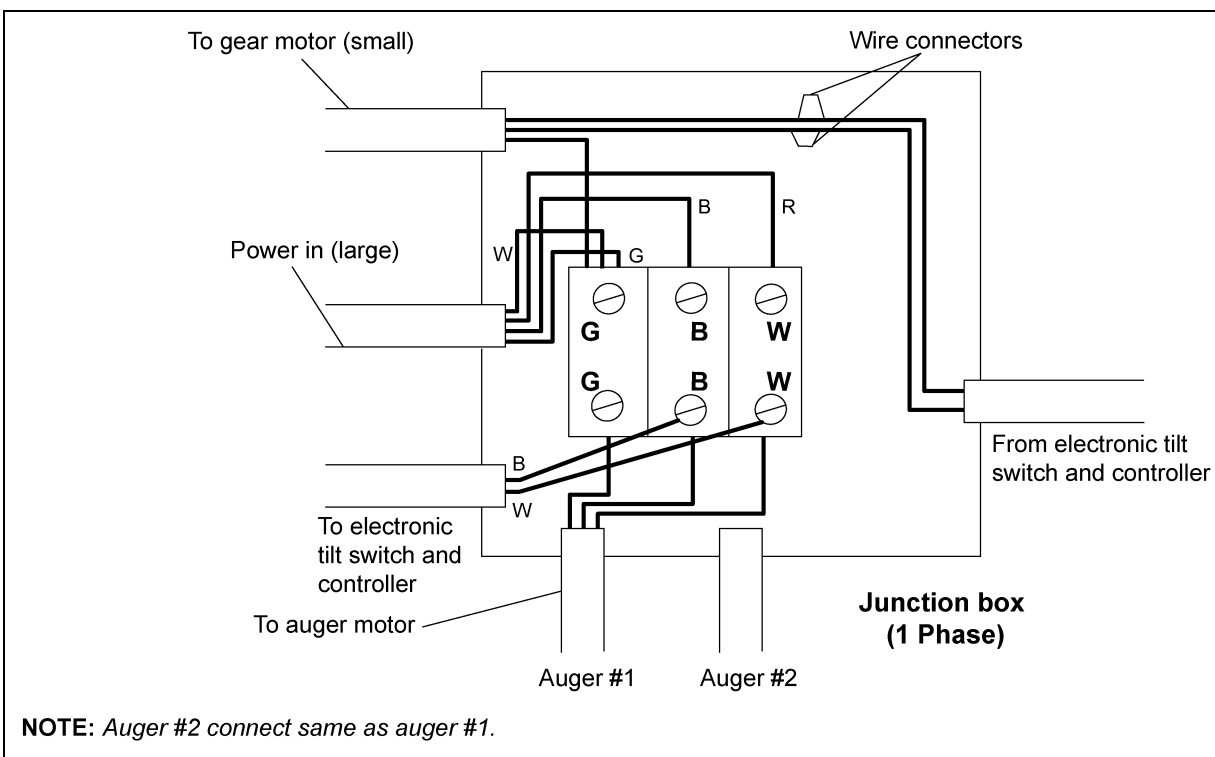 To gear motor (small)
Wire connectors
B
R
Power in (large)
W
G
G
B
W
G
B
W
From electronic tilt
switch and controller
B
W
To electronic
tilt switch and
controller
Junction box
(1 Phase)
To auger motor
Auger #1
Auger #2
NOTE: Auger #2 connect same as auger #1.